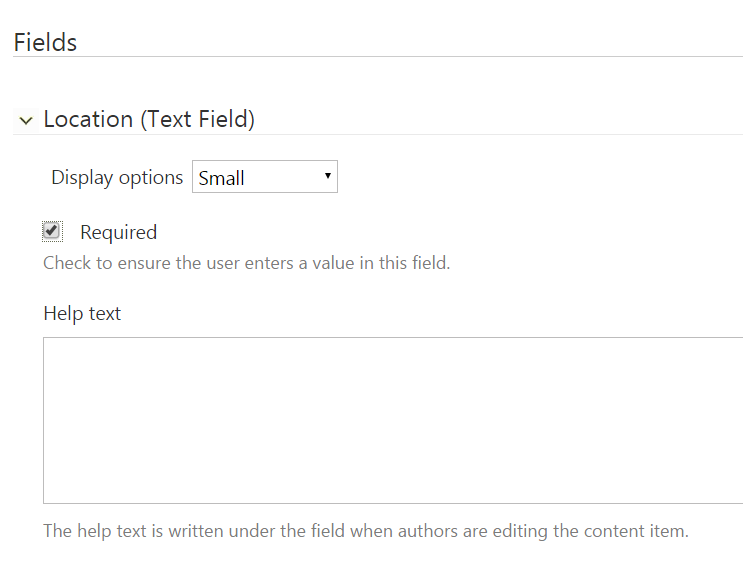 Fields
Location (Text Field)
Display options Small
Required
Check to ensure the user enters a value in this field.
Help text
The help text is written under the field when authors are editing the content item.